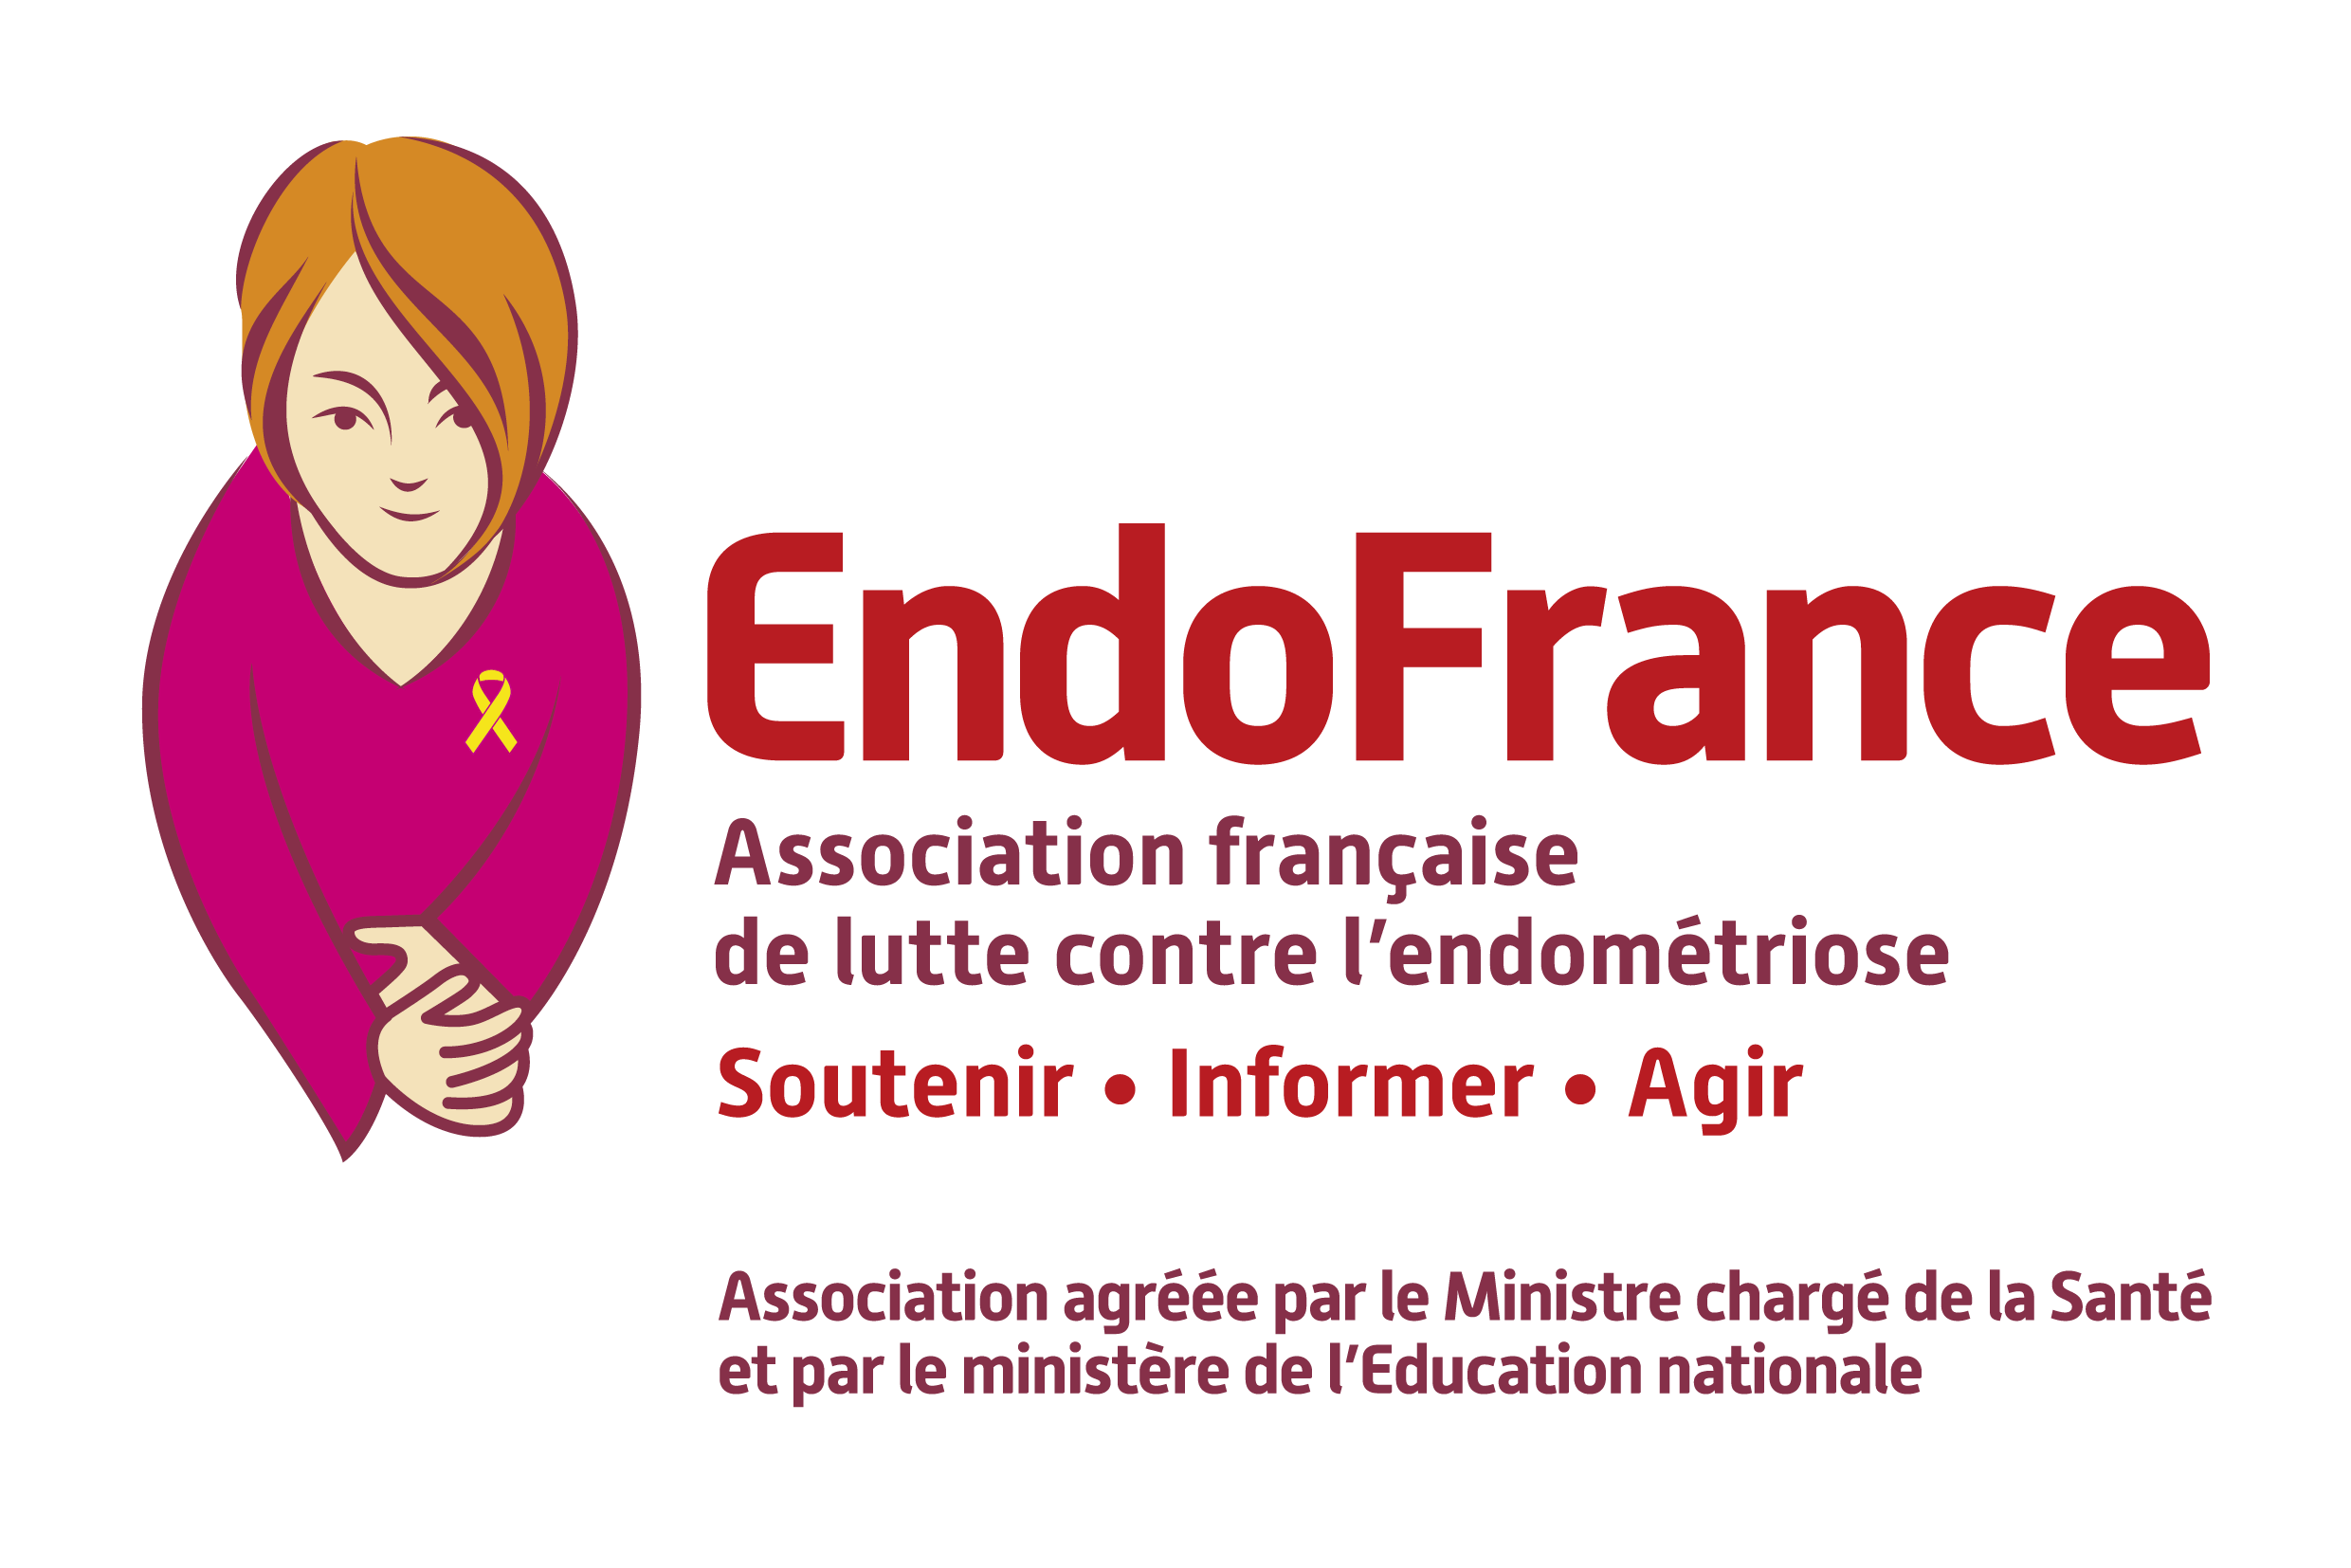 EndoFrance
Association française
de lutte contre l'endométriose
Soutenir • Informer • Agir
Association agréée par le Ministre chargé de la Santé
et par le ministère de l'Education nationale